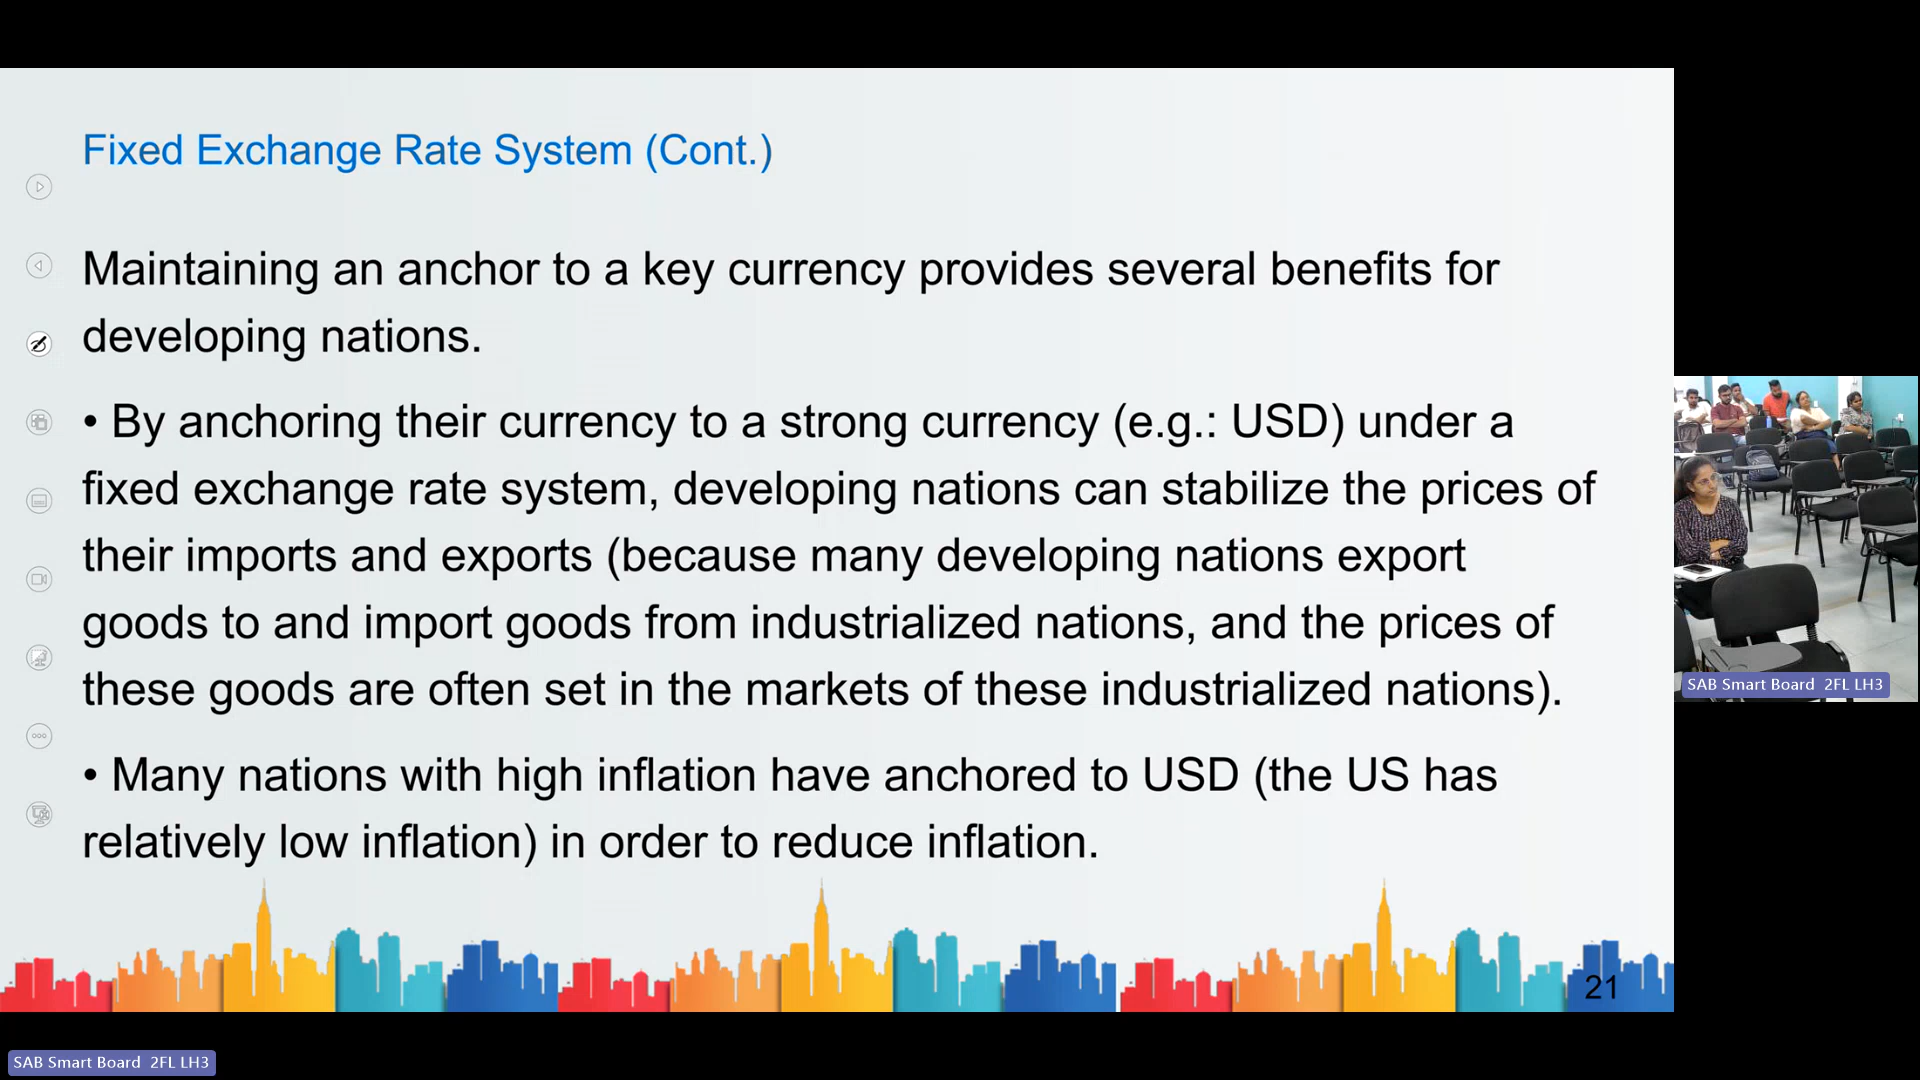 Fixed Exchange Rate System (Cont.)
Maintaining an anchor to a key currency provides several benefits for
developing nations.
• By anchoring their currency to a strong currency (e.g.: USD) under a
fixed exchange rate system, developing nations can stabilize the prices of
their imports and exports (because many developing nations export
goods to and import goods from industrialized nations, and the prices of
these goods are often set in the markets of these industrialized nations).
• Many nations with high inflation have anchored to USD (the US has
relatively low inflation) in order to reduce inflation.
21
SAB Smart Board 2FL LH3
SAB Smart Board 2FL LH3